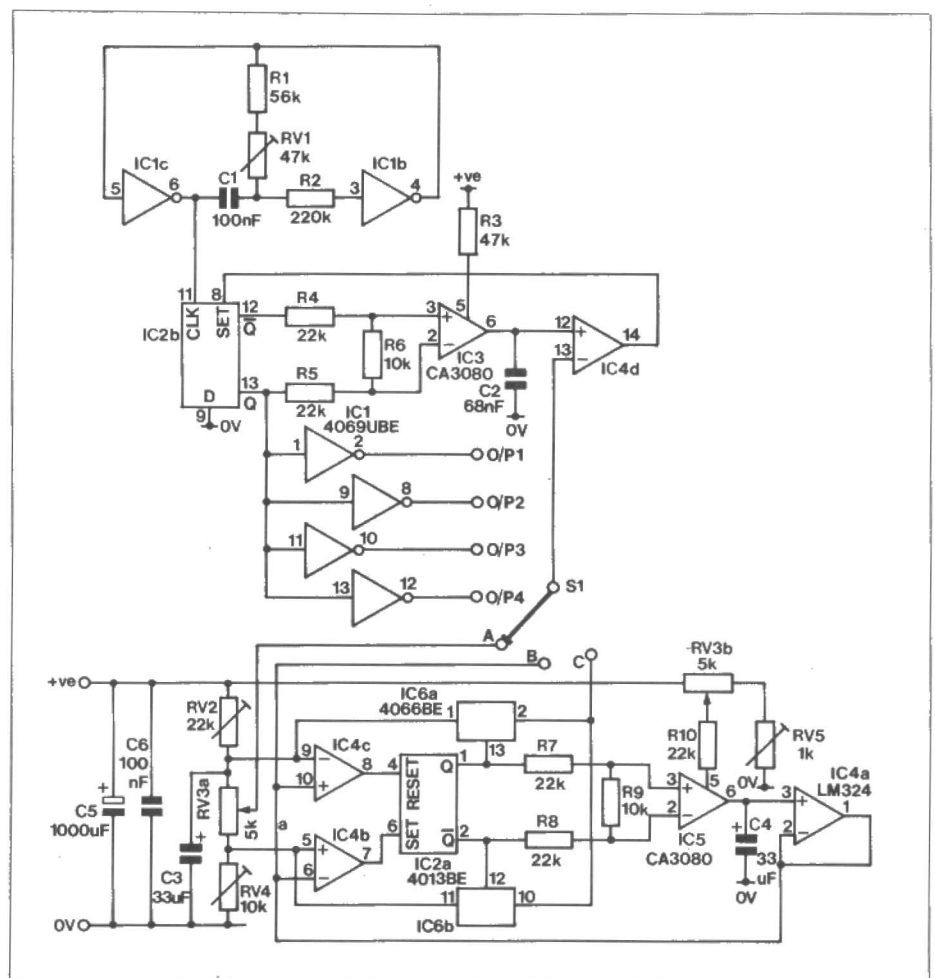 R1
56k
RV1
47k
IC1c
5
6
C1
100nF
R2
220k
IC1b
3
4
+ve
R3
47k
11
8
CLK
SET
12
Q̅
IC2b
D
9
0V
13
Q
R4
22k
R6
10k
R5
22k
3
+
5
2
−
6
IC3
CA3080
C2
68nF
0V
12
+
13
−
14
IC4d
IC1
4069UBE
1
2
O/P1
9
8
O/P2
11
10
O/P3
13
12
O/P4
S1
A
B
C
+ve
RV2
22k
C6
100
nF
+
C5
1000uF
RV3a
5k
a
+
C3
33uF
RV4
10k
0V
IC6a
4066BE
1
2
13
9
−
10
+
IC4c
8
4
RESET
SET
6
Q
1
Q̅
2
IC2a
4013BE
5
+
6
−
IC4b
7
12
11
10
IC6b
R7
22k
R8
22k
R9
10k
RV3b
5k
R10
22k
RV5
1k
0V
3
+
5
2
−
6
IC5
CA3080
+
C4
33
uF
0V
IC4a
LM324
3
+
2
−
1